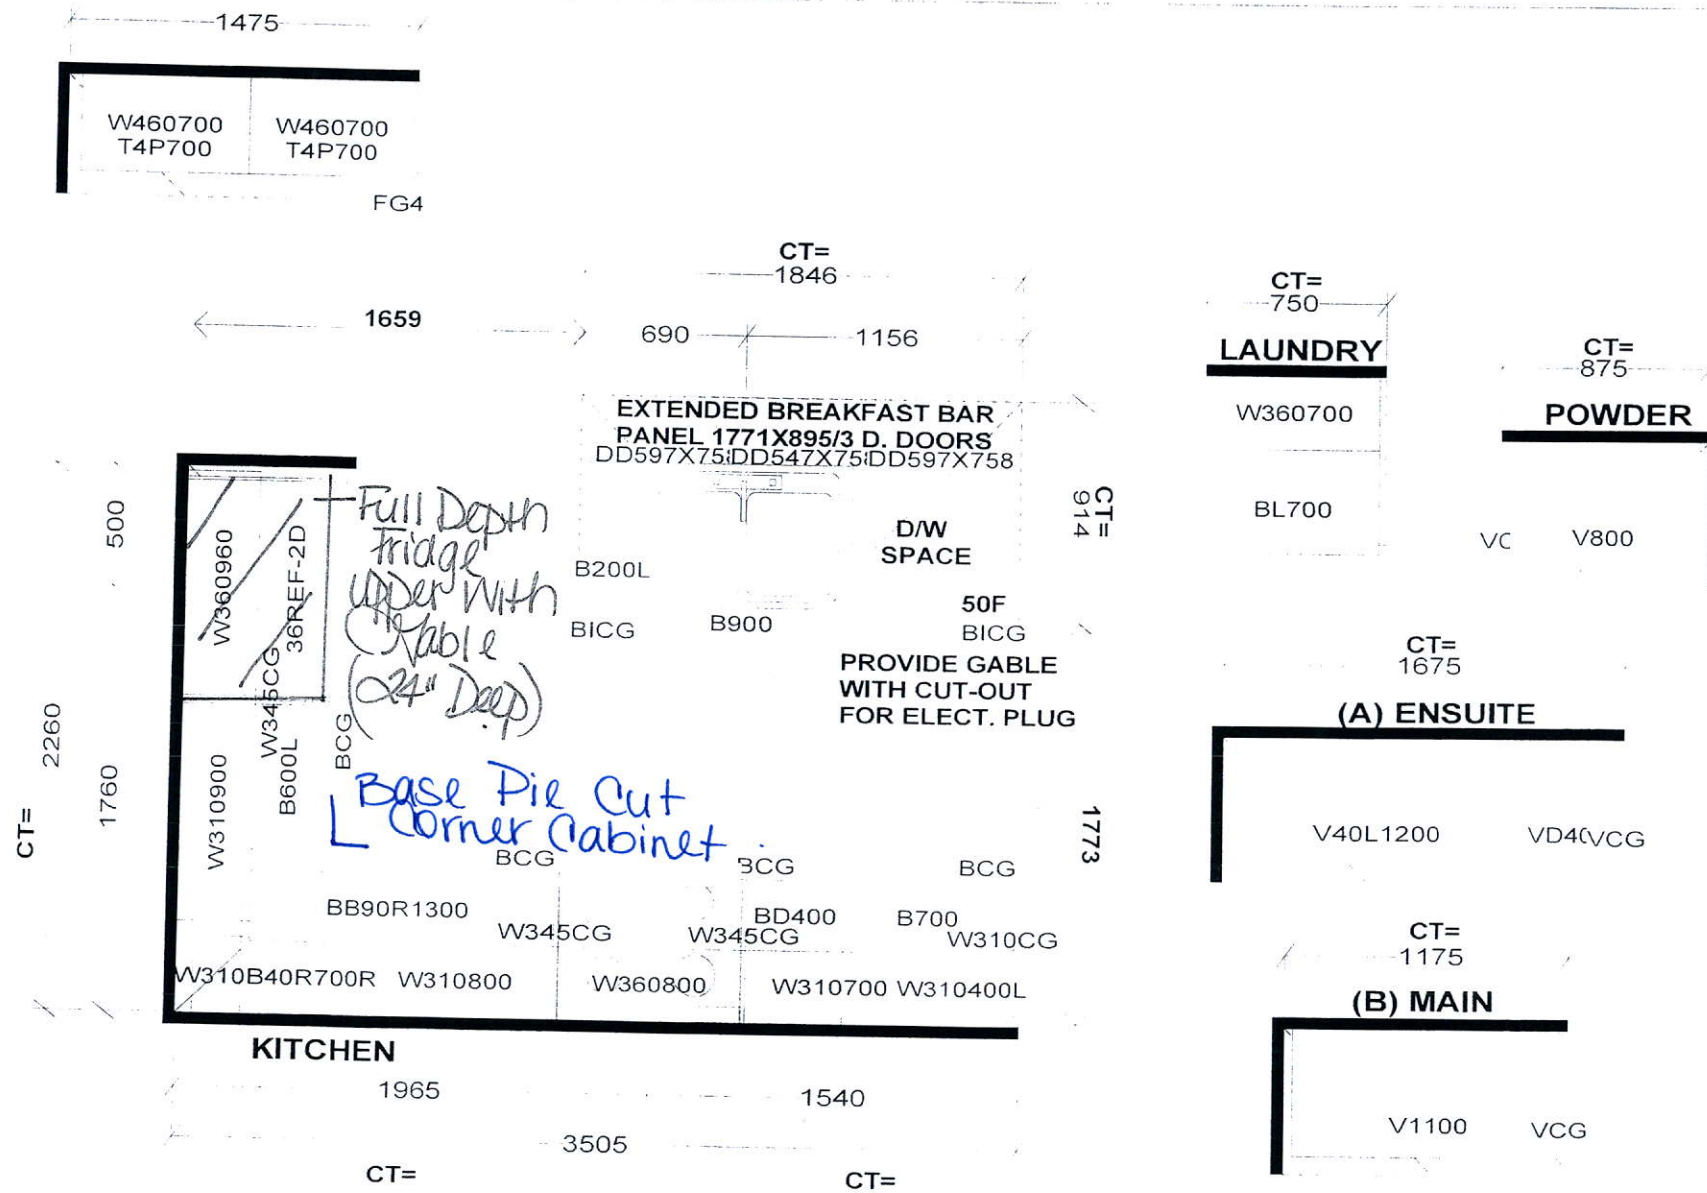 1475
W460700 W460700
T4P700 T4P700
FG4
CT=
1846
1659
690 1156
EXTENDED BREAKFAST BAR
PANEL 1771X895/3 D. DOORS
DD597X75 DD547X75 DD597X758
500
W360960
36REF-2D
Full Depth
fridge
upper with
Gable
(24" Deep)
B200L
BICG
B900
D/W
SPACE
50F
BICG
PROVIDE GABLE
WITH CUT-OUT
FOR ELECT. PLUG
CT=
914
2260
1760
CT=
W310900
W345CG
B600L
BCG
Base Pie Cut
Corner Cabinet
1773
BCG
BCG
BCG
BB90R1300
BD400
B700
W345CG
W345CG
W310CG
W310B40R700R W310800 W360800 W310700 W310400L
KITCHEN
1965 1540
3505
CT= CT=
CT=
750
LAUNDRY
W360700
BL700
CT=
875
POWDER
VC V800
CT=
1675
(A) ENSUITE
V40L1200 VD40 VCG
CT=
1175
(B) MAIN
V1100 VCG